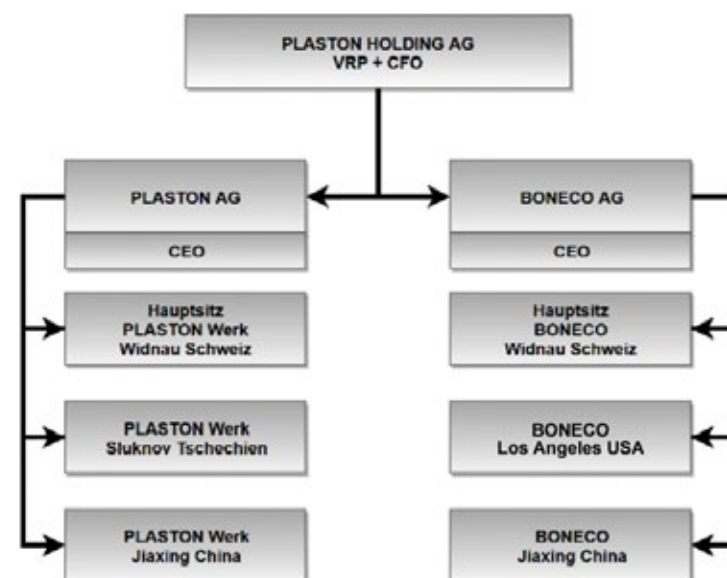 PLASTON HOLDING AG
VRP + CFO
PLASTON AG
CEO
BONECO AG
CEO
Hauptsitz
PLASTON Werk
Widnau Schweiz
Hauptsitz
BONECO
Widnau Schweiz
PLASTON Werk
Sluknov Tschechien
BONECO
Los Angeles USA
PLASTON Werk
Jiaxing China
BONECO
Jiaxing China